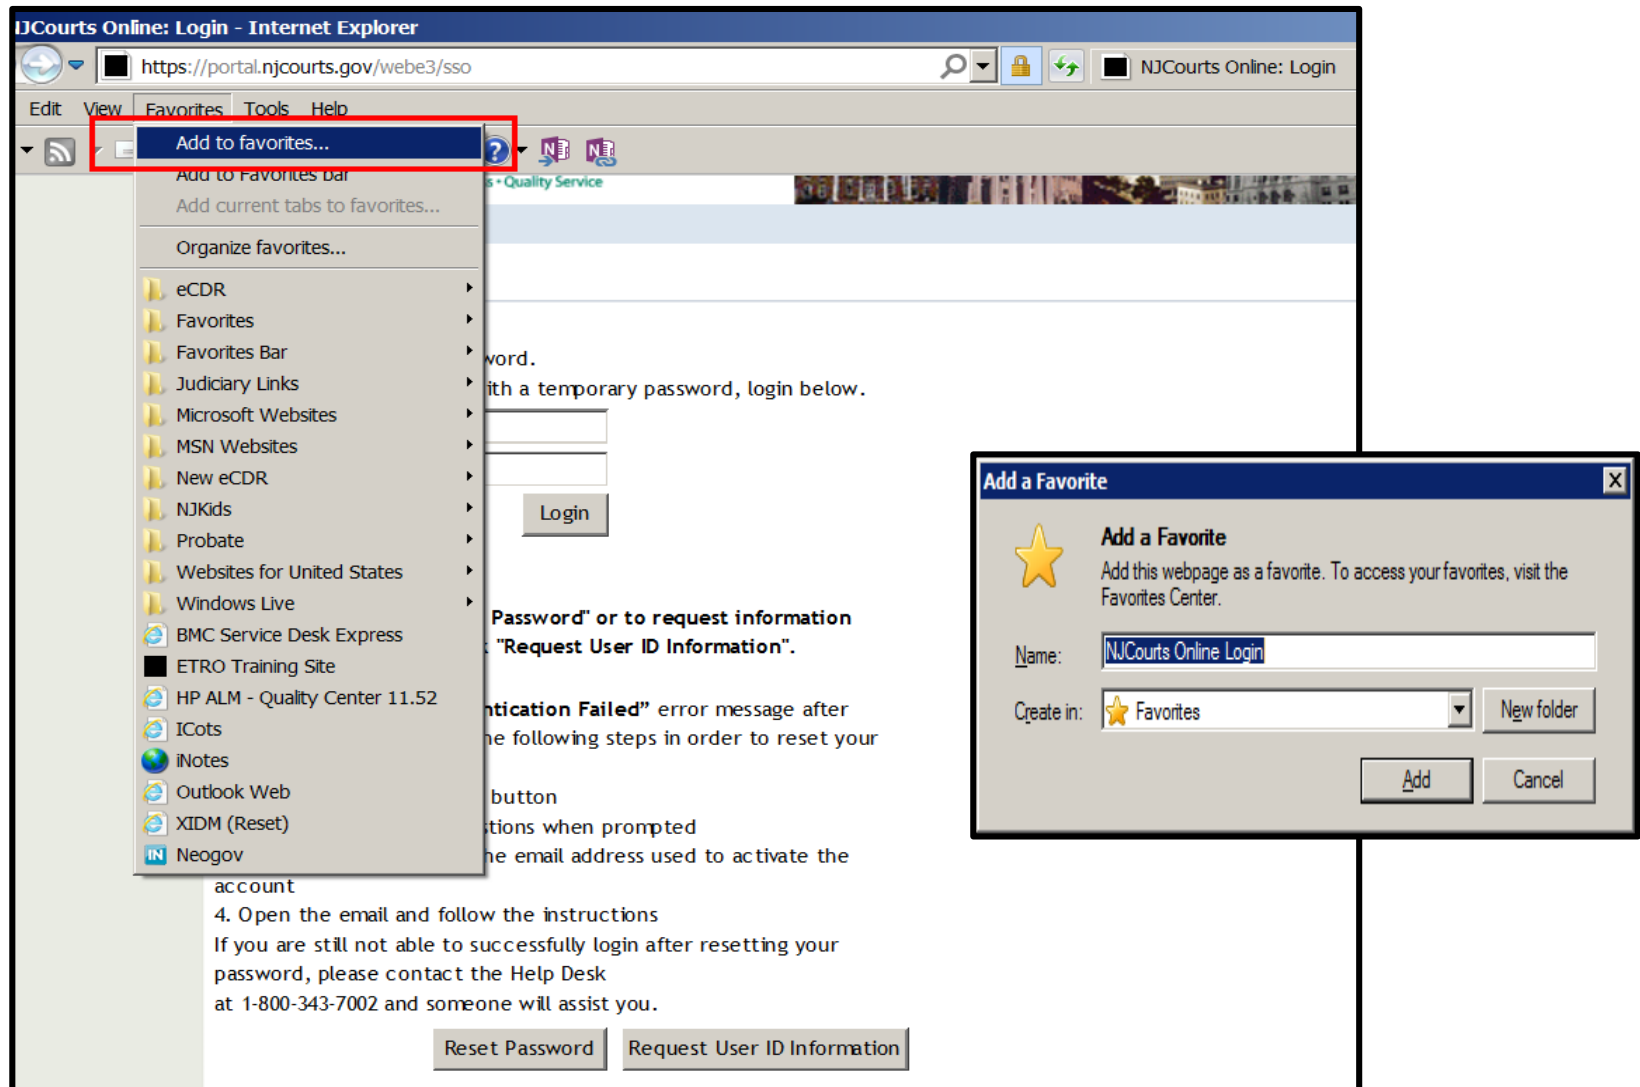 NJCourts Online: Login - Internet Explorer
https://portal.njcourts.gov/webe3/sso
NJCourts Online: Login
Edit View Favorites Tools Help
Add to favorites...
Add to Favorites bar
Add current tabs to favorites...
Organize favorites...
eCDR
Favorites
Favorites Bar
Judiciary Links
Microsoft Websites
MSN Websites
New eCDR
NJKids
Probate
Websites for United States
Windows Live
BMC Service Desk Express
ETRO Training Site
HP ALM - Quality Center 11.52
ICots
iNotes
Outlook Web
XIDM (Reset)
IN Neogov
s • Quality Service
word.
ith a temporary password, login below.
Login
Password" or to request information
"Request User ID Information".
ntication Failed” error message after
he following steps in order to reset your
button
stions when prompted
he email address used to activate the
account
4. Open the email and follow the instructions
If you are still not able to successfully login after resetting your
password, please contact the Help Desk
at 1-800-343-7002 and someone will assist you.
Reset Password Request User ID Information
Add a Favorite
Add a Favorite
Add this webpage as a favorite. To access your favorites, visit the
Favorites Center.
Name: NJCourts Online Login
Create in: Favorites New folder
Add Cancel